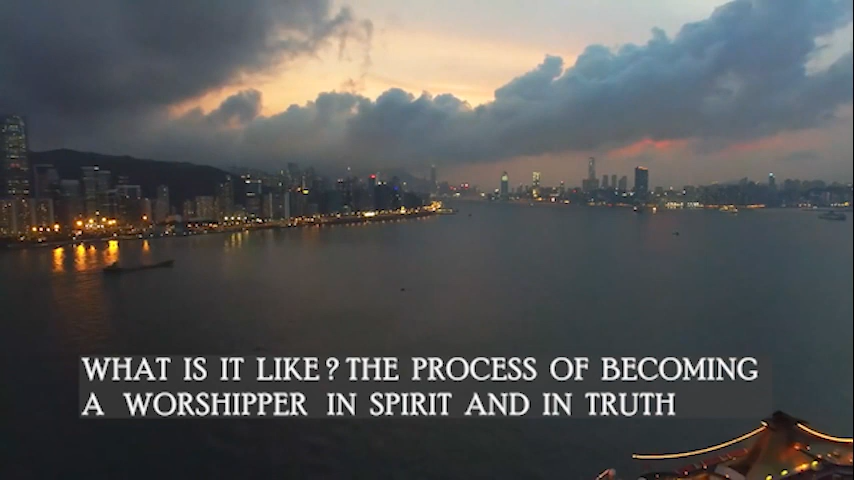 WHAT IS IT LIKE? THE PROCESS OF BECOMING
A WORSHIPPER IN SPIRIT AND IN TRUTH